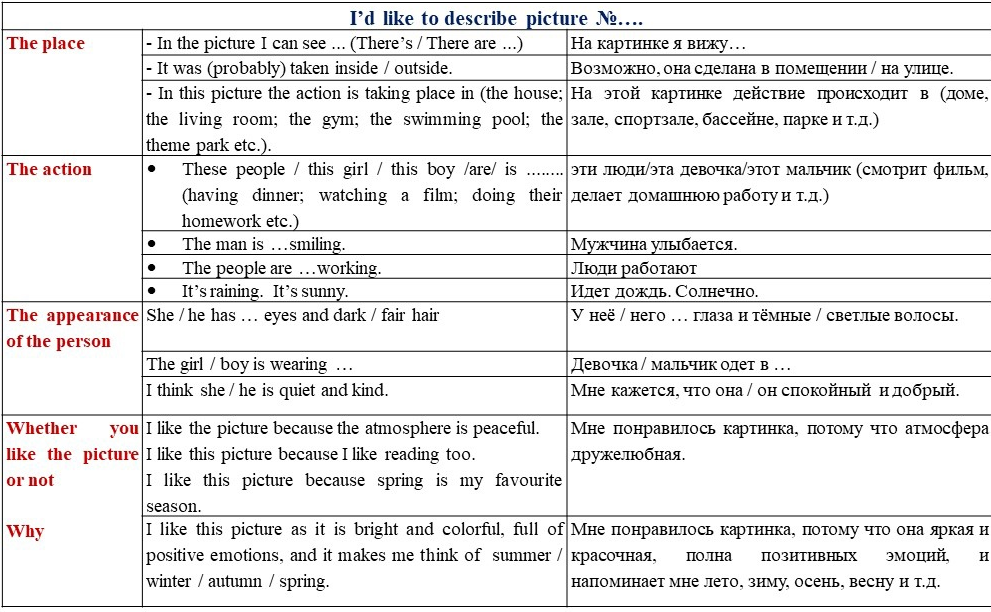 I'd like to describe picture №….
The place
- In the picture I can see ... (There's / There are ...)
На картинке я вижу…
- It was (probably) taken inside / outside.
Возможно, она сделана в помещении / на улице.
- In this picture the action is taking place in (the house;
the living room; the gym; the swimming pool; the
theme park etc.).
На этой картинке действие происходит в (доме,
зале, спортзале, бассейне, парке и т.д.)
The action
• These people / this girl / this boy /are/ is ........
(having dinner; watching a film; doing their
homework etc.)
эти люди/эта девочка/этот мальчик (смотрит фильм,
делает домашнюю работу и т.д.)
• The man is …smiling.
Мужчина улыбается.
• The people are …working.
Люди работают
• It's raining. It's sunny.
Идет дождь. Солнечно.
The appearance
of the person
She / he has … eyes and dark / fair hair
У неё / него … глаза и тёмные / светлые волосы.
The girl / boy is wearing …
Девочка / мальчик одет в …
I think she / he is quiet and kind.
Мне кажется, что она / он спокойный и добрый.
Whether you
like the picture
or not
I like the picture because the atmosphere is peaceful.
I like this picture because I like reading too.
I like this picture because spring is my favourite
season.
Мне понравилось картинка, потому что атмосфера
дружелюбная.
Why
I like this picture as it is bright and colorful, full of
positive emotions, and it makes me think of summer /
winter / autumn / spring.
Мне понравилось картинка, потому что она яркая и
красочная, полна позитивных эмоций, и
напоминает мне лето, зиму, осень, весну и т.д.